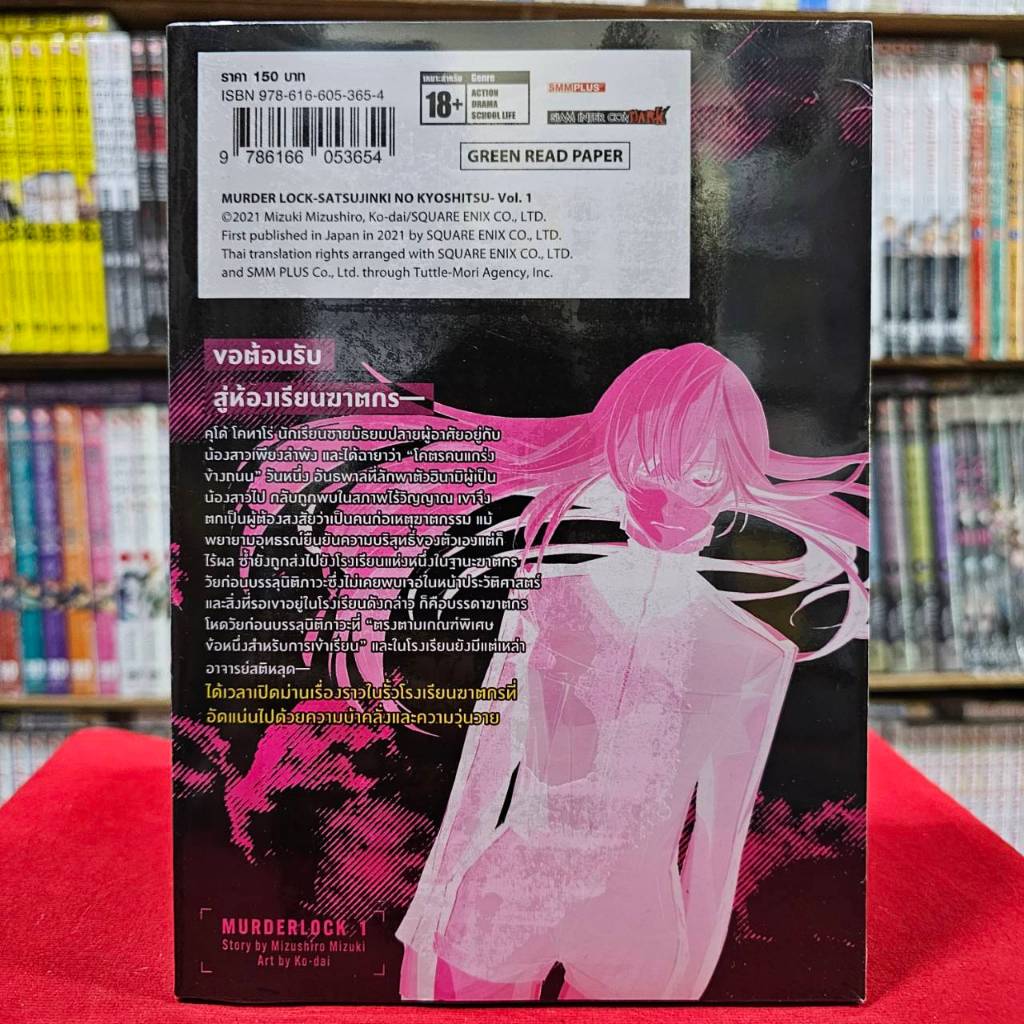 ราคา 150 บาท
ISBN 978-616-605-365-4
9 786166 053654
เหมาะสำหรับ
18+
Genre
ACTION
DRAMA
SCHOOL LIFE
SMMPLUS
SIAM INTER COMICS DARK
GREEN READ PAPER
MURDER LOCK-SATSUJINKI NO KYOSHITSU- Vol. 1
©2021 Mizuki Mizushiro, Ko-dai/SQUARE ENIX CO., LTD.
First published in Japan in 2021 by SQUARE ENIX CO., LTD.
Thai translation rights arranged with SQUARE ENIX CO., LTD.
and SMM PLUS Co., Ltd. through Tuttle-Mori Agency, Inc.
ขอต้อนรับ
สู่ห้องเรียนฆาตกร—
คุโด้ โคทาโร่ นักเรียนชายมัธยมปลายผู้อาศัยอยู่กับ
น้องสาวเพียงลำพัง และได้ฉายาว่า “โคตรคนแกร่ง
ข้างถนน” วันหนึ่ง อันธพาลที่ลักพาตัวฮินามิผู้เป็น
น้องสาวไป กลับถูกพบในสภาพไร้วิญญาณ เขาจึง
ตกเป็นผู้ต้องสงสัยว่าเป็นคนก่อเหตุฆาตกรรม แม้
พยายามอุทธรณ์ยืนยันความบริสุทธิ์ของตัวเองแต่ก็
ไร้ผล ซ้ำยังถูกส่งไปยังโรงเรียนแห่งหนึ่งในฐานะฆาตกร
วัยก่อนบรรลุนิติภาวะซึ่งไม่เคยพบเจอในหน้าประวัติศาสตร์
และสิ่งที่รอเขาอยู่ในโรงเรียนดังกล่าว ก็คือบรรดาฆาตกร
โหดวัยก่อนบรรลุนิติภาวะที่ “ตรงตามเกณฑ์พิเศษ
ข้อหนึ่งสำหรับการเข้าเรียน” และในโรงเรียนยังมีแต่เหล่า
อาจารย์สติหลุด—
ได้เวลาเปิดม่านเรื่องราวในรั้วโรงเรียนฆาตกรที่
อัดแน่นไปด้วยความบ้าคลั่งและความวุ่นวาย
MURDERLOCK 1
Story by Mizushiro Mizuki
Art by Ko-dai